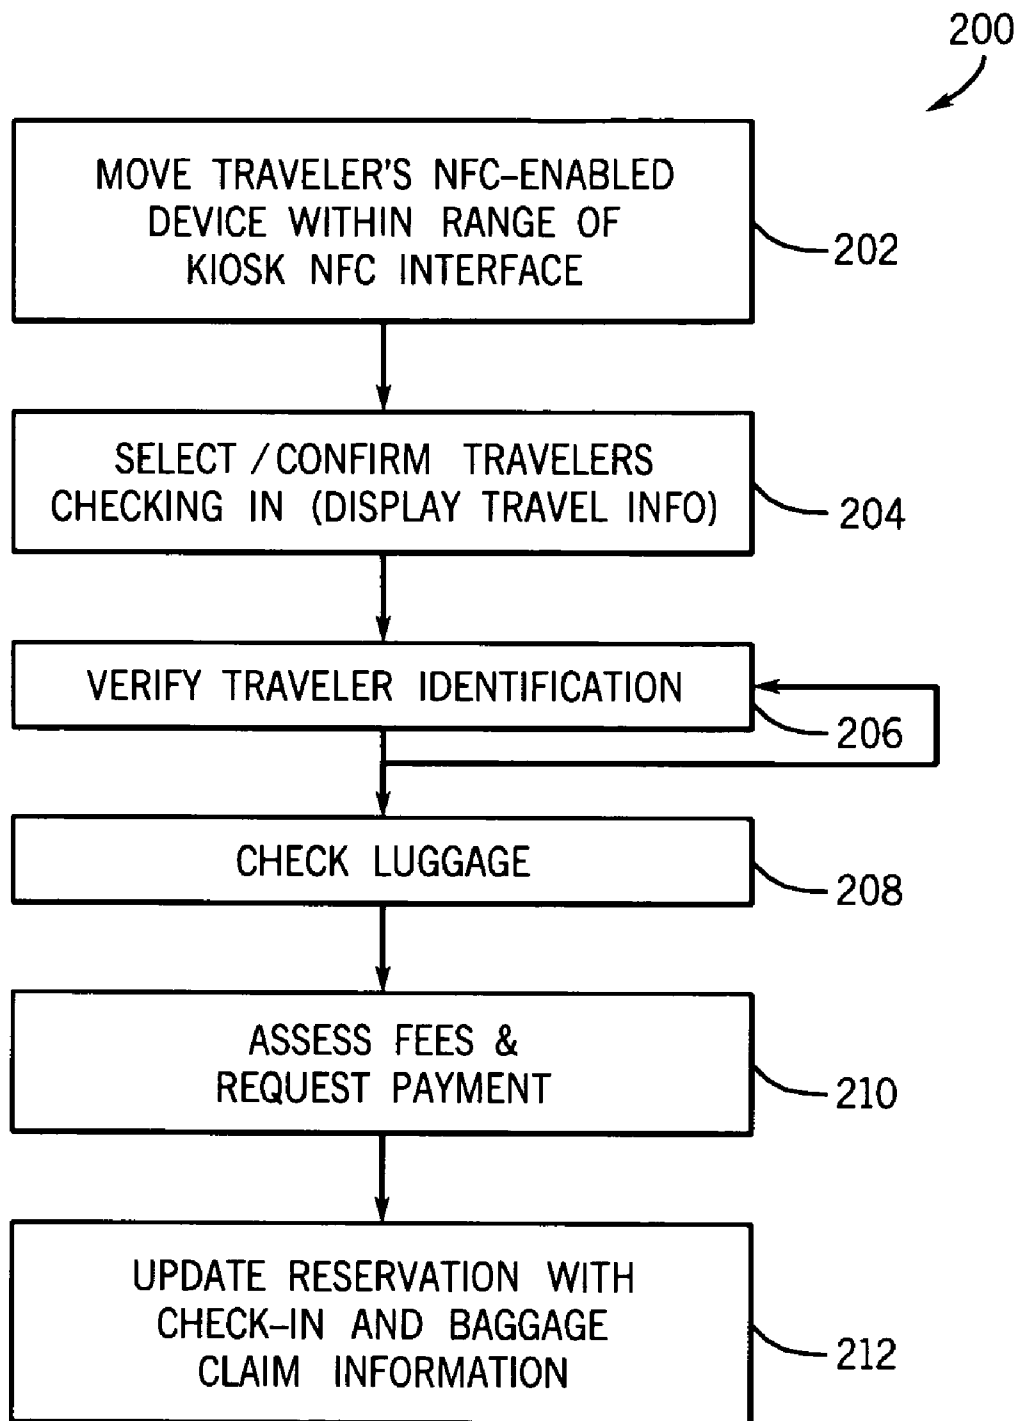 200
MOVE TRAVELER'S NFC-ENABLED
DEVICE WITHIN RANGE OF
KIOSK NFC INTERFACE
202
SELECT / CONFIRM TRAVELERS
CHECKING IN (DISPLAY TRAVEL INFO)
204
VERIFY TRAVELER IDENTIFICATION
206
CHECK LUGGAGE
208
ASSESS FEES &
REQUEST PAYMENT
210
UPDATE RESERVATION WITH
CHECK-IN AND BAGGAGE
CLAIM INFORMATION
212